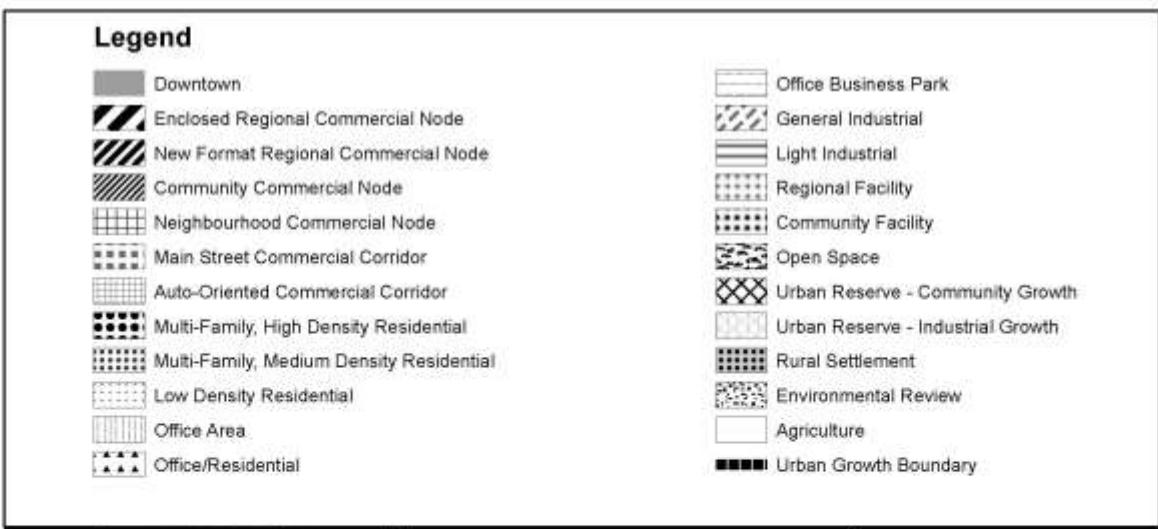 Legend
Downtown
Enclosed Regional Commercial Node
New Format Regional Commercial Node
Community Commercial Node
Neighbourhood Commercial Node
Main Street Commercial Corridor
Auto-Oriented Commercial Corridor
Multi-Family, High Density Residential
Multi-Family, Medium Density Residential
Low Density Residential
Office Area
Office/Residential
Office Business Park
General Industrial
Light Industrial
Regional Facility
Community Facility
Open Space
Urban Reserve - Community Growth
Urban Reserve - Industrial Growth
Rural Settlement
Environmental Review
Agriculture
Urban Growth Boundary